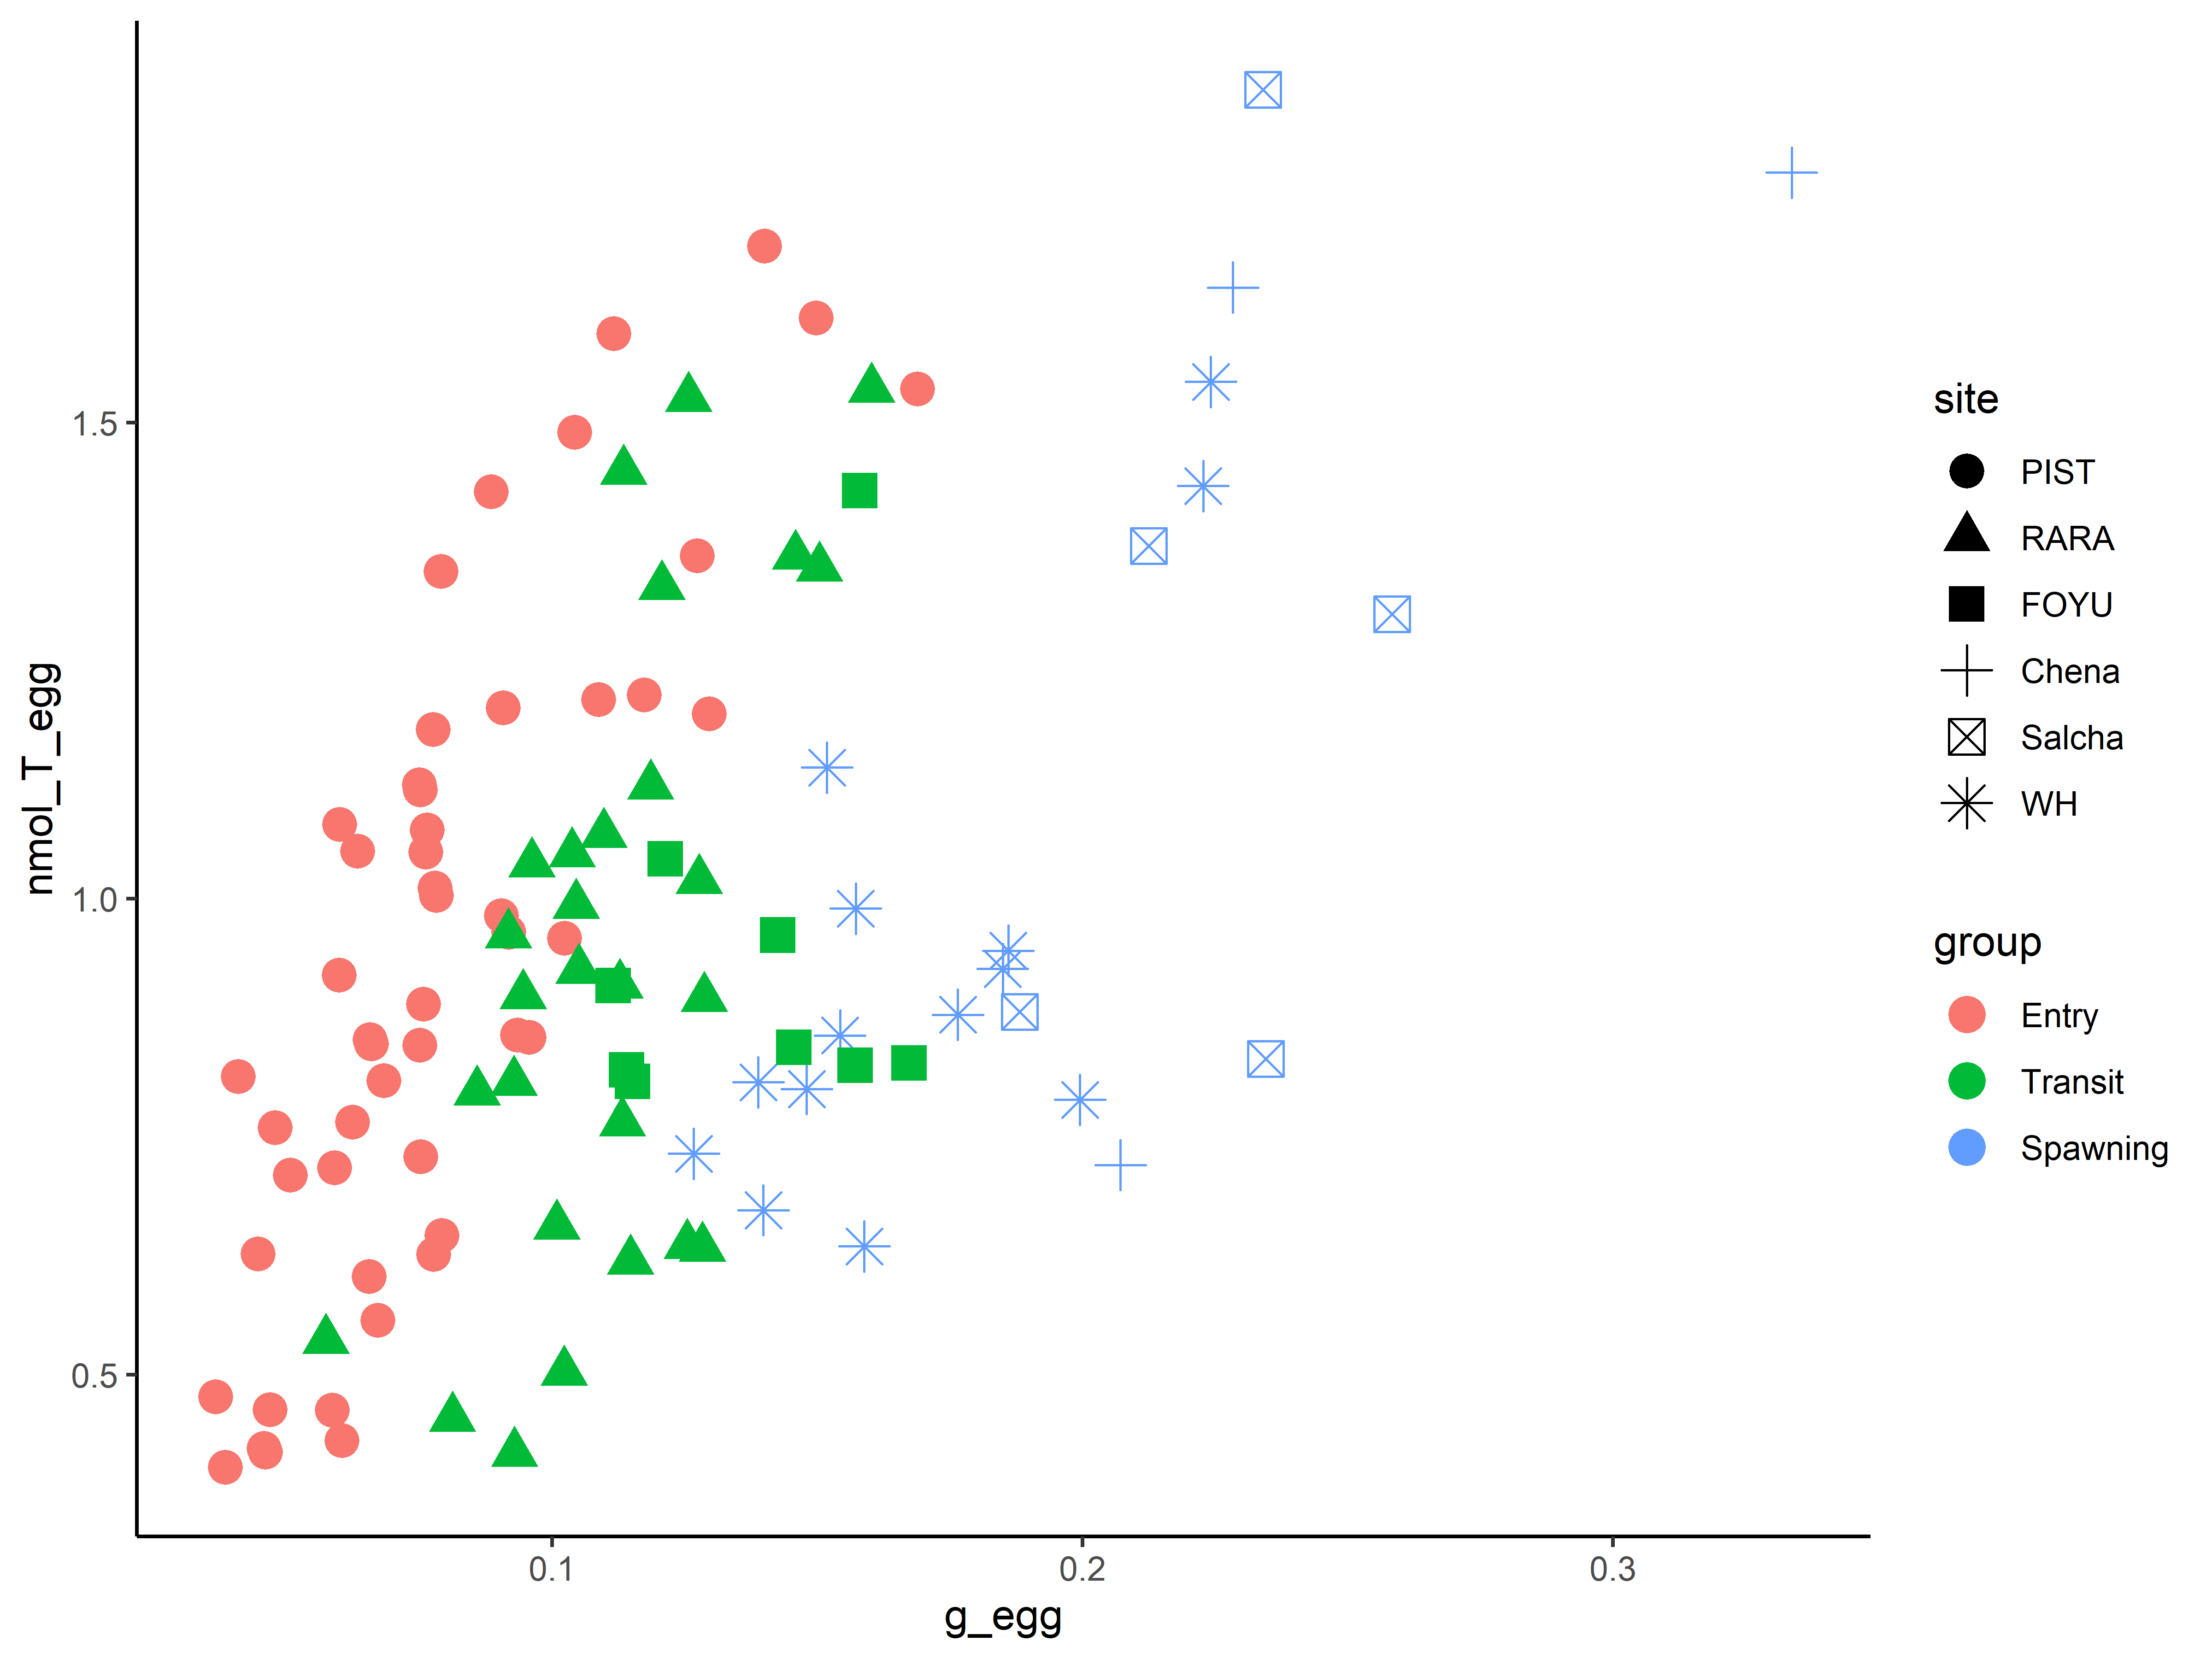 nmol_T_egg
1.5
1.0
0.5
0.1
0.2
0.3
g_egg
site
PIST
RARA
FOYU
Chena
Salcha
WH
group
Entry
Transit
Spawning